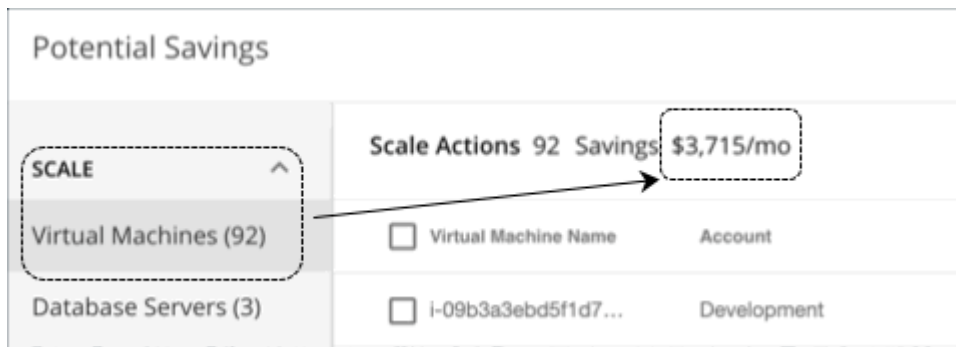 Potential Savings
SCALE
Virtual Machines (92)
Database Servers (3)
Scale Actions 92 Savings $3,715/mo
Virtual Machine Name Account
i-09b3a3ebd5f1d7... Development